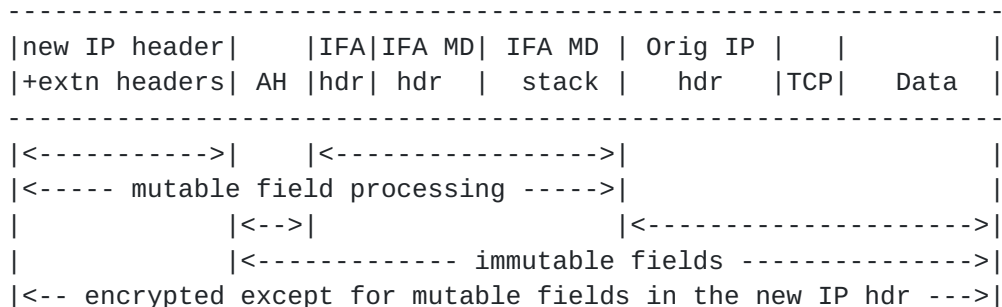 -----------------------------------------------------------------
|new IP header|    |IFA|IFA MD| IFA MD | Orig IP |   |         |
|+extn headers| AH |hdr| hdr  |  stack |   hdr   |TCP|   Data  |
-----------------------------------------------------------------
|<----------->|    |<----------------->|                       |
|<----- mutable field processing ----->|                       |
|             |<-->|                   |<--------------------->|
|             |<------------- immutable fields --------------->|
|<-- encrypted except for mutable fields in the new IP hdr --->|